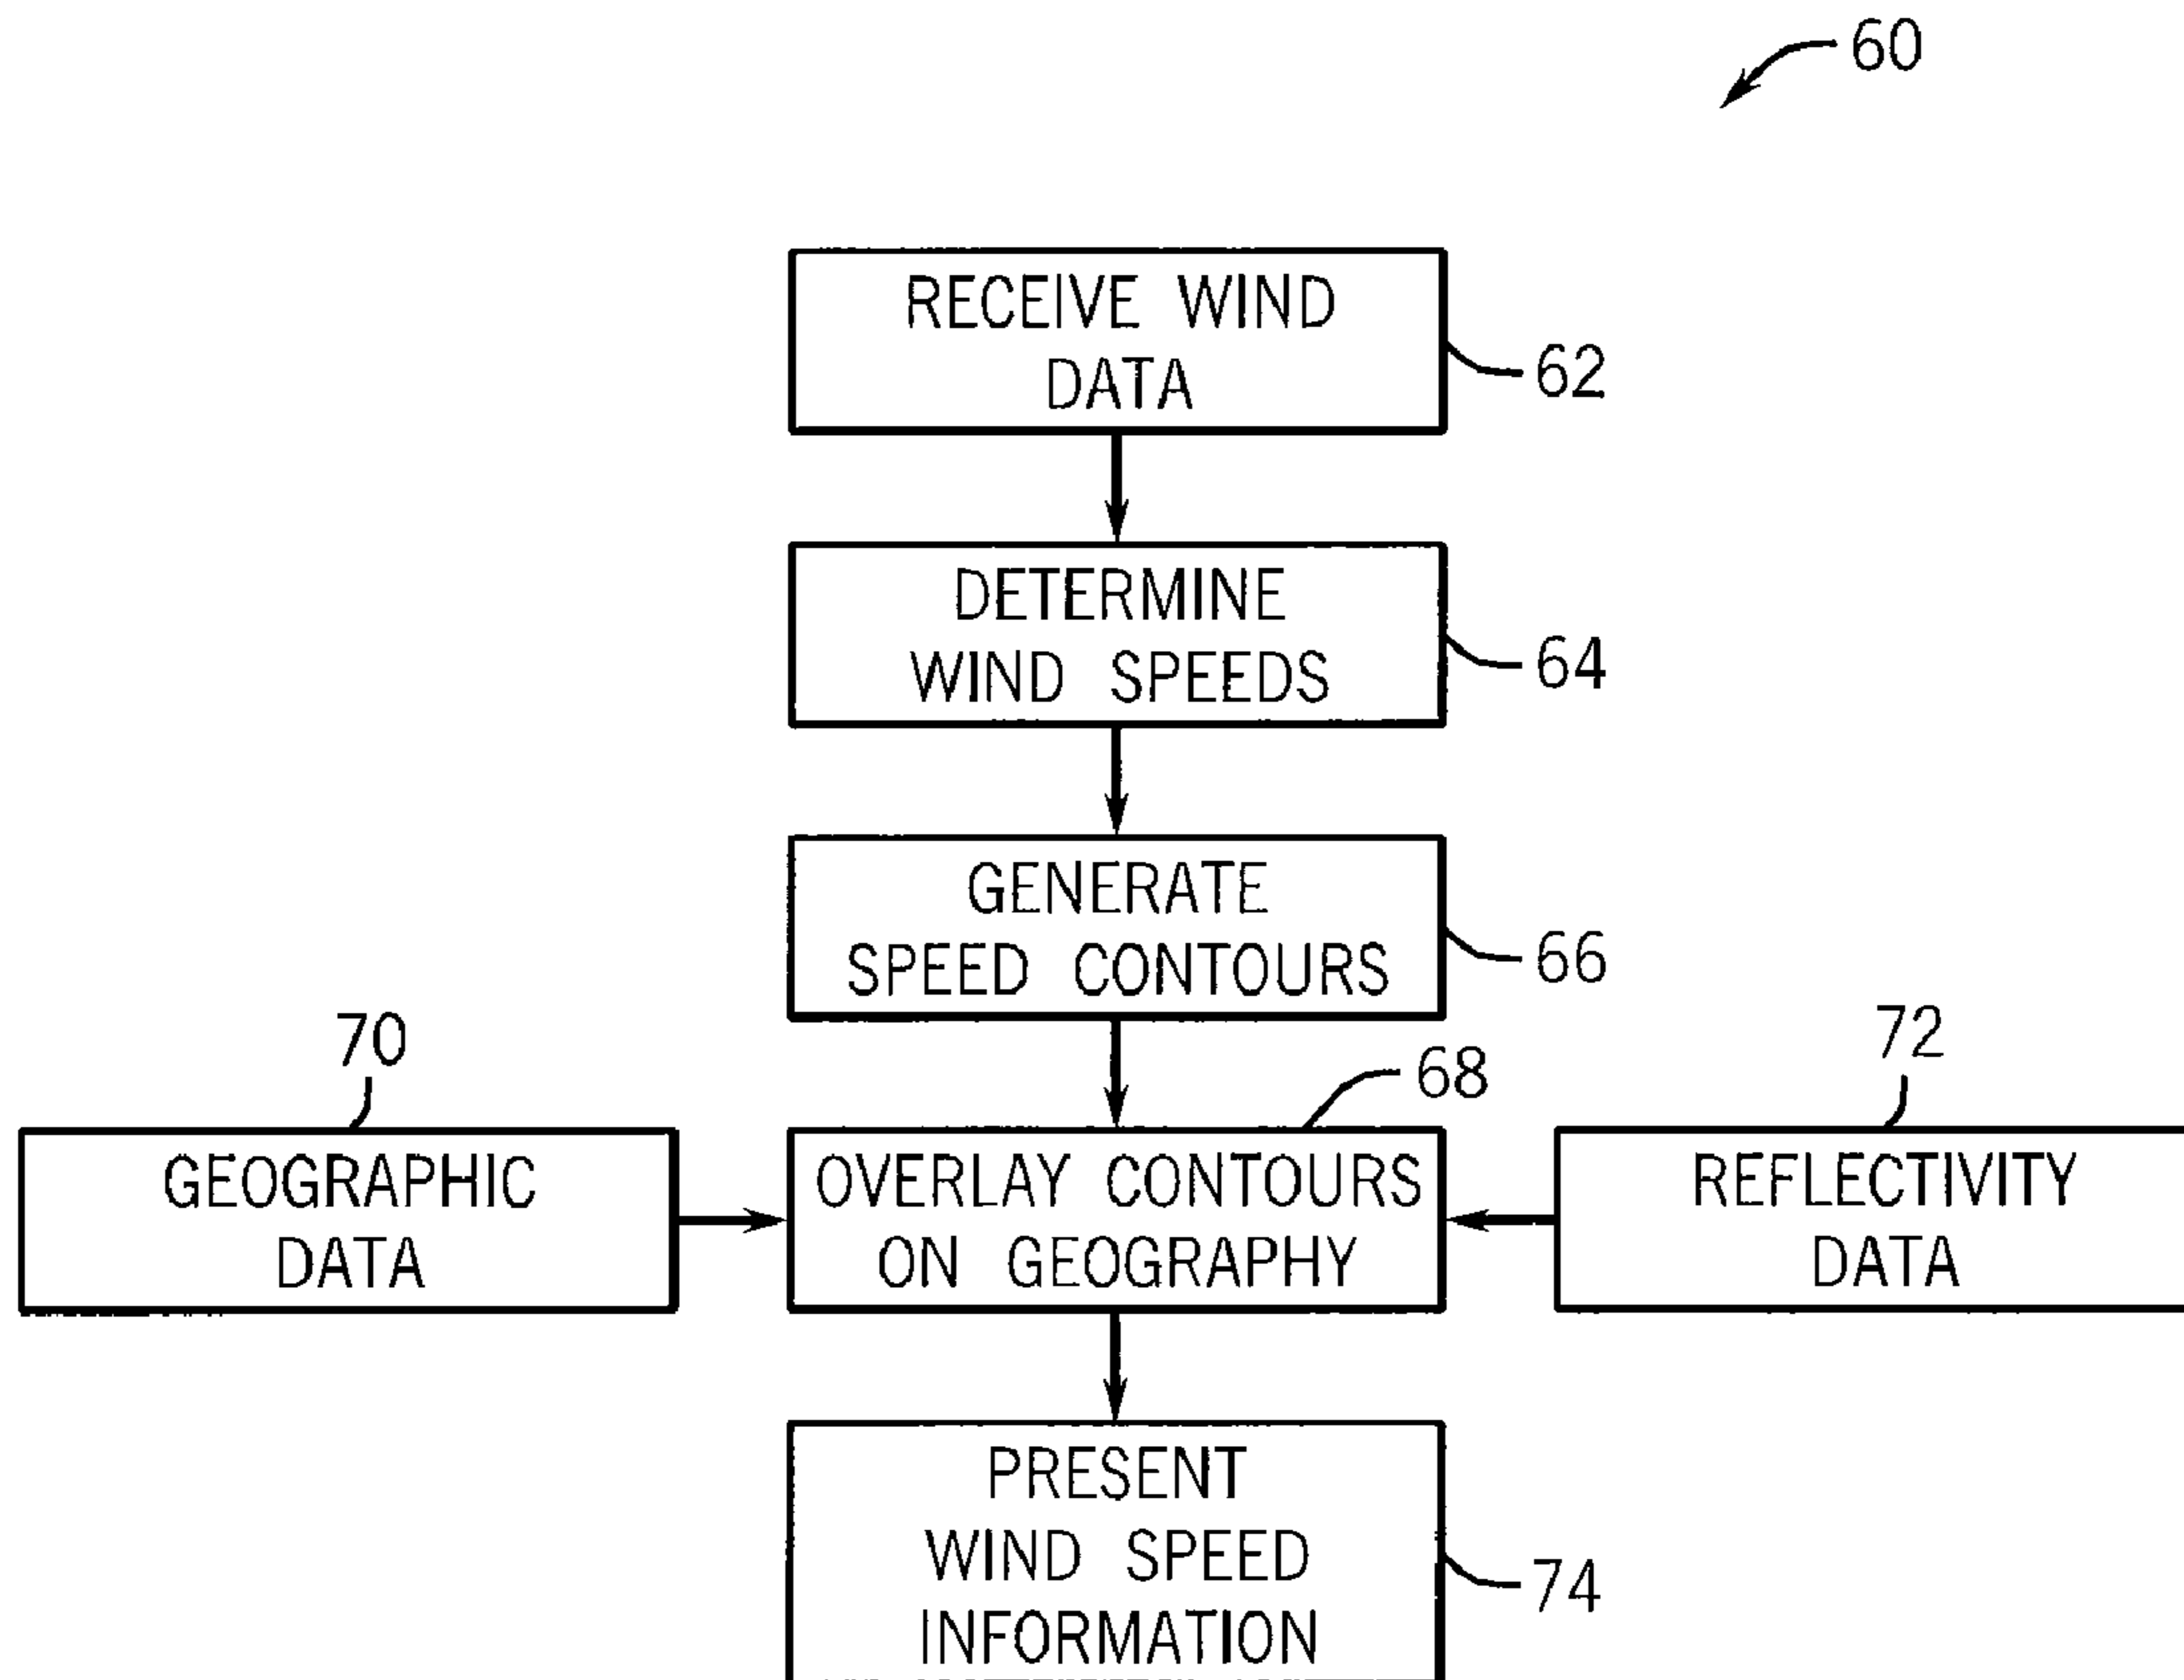 60
RECEIVE WIND
DATA
62
DETERMINE
WIND SPEEDS
64
GENERATE
SPEED CONTOURS
66
70
68
72
GEOGRAPHIC
DATA
OVERLAY CONTOURS
ON GEOGRAPHY
REFLECTIVITY
DATA
PRESENT
WIND SPEED
INFORMATION
74